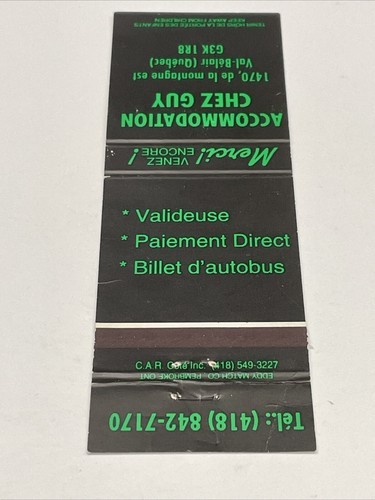 Merci! VENEZ
ENCORE!
ACCOMMODATION
CHEZ GUY
1470, de la montagne est
Val-Bélair (Québec)
G3K 1R8
KEEP AWAY FROM CHILDREN
TENIR HORS DE LA PORTÉE DES ENFANTS
* Valideuse
* Paiement Direct
* Billet d'autobus
C.A.R. Inc. (418) 549-3227
EDDY MATCH CO. PEMBROKE ONT.
Tél.: (418) 842-7170